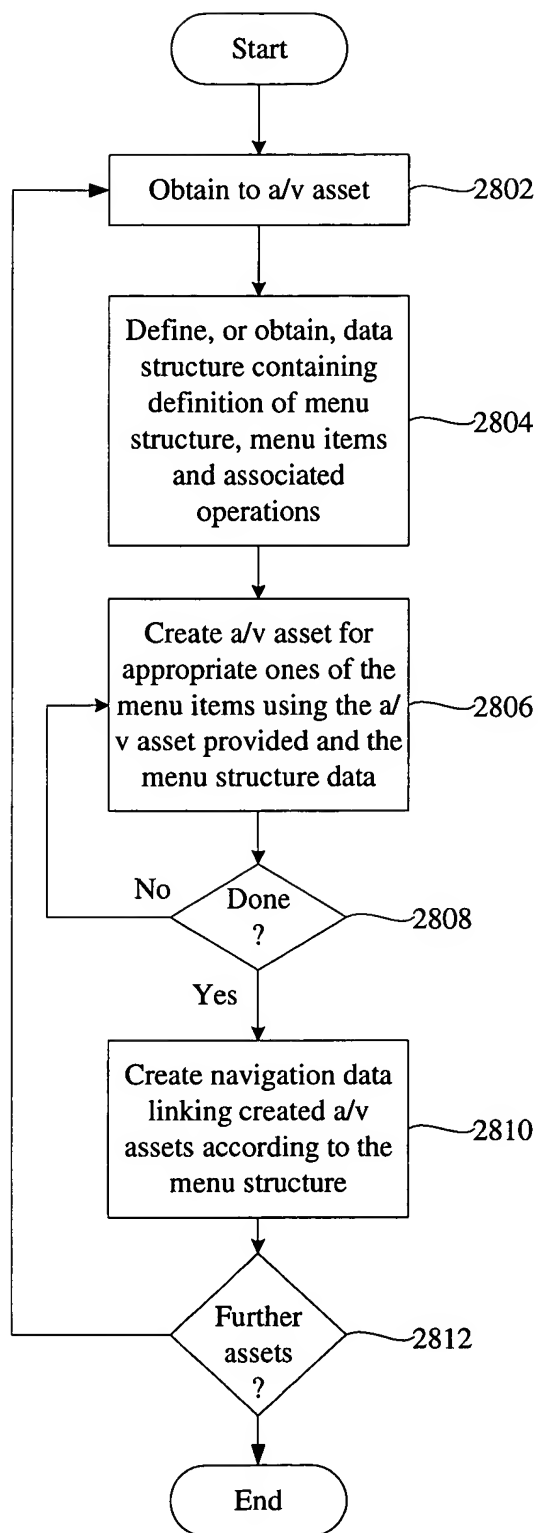 Start
Obtain to a/v asset
2802
Define, or obtain, data
structure containing
definition of menu
structure, menu items
and associated
operations
2804
Create a/v asset for
appropriate ones of the
menu items using the a/
v asset provided and the
menu structure data
2806
No
Done
?
2808
Yes
Create navigation data
linking created a/v
assets according to the
menu structure
2810
Further
assets
?
2812
End